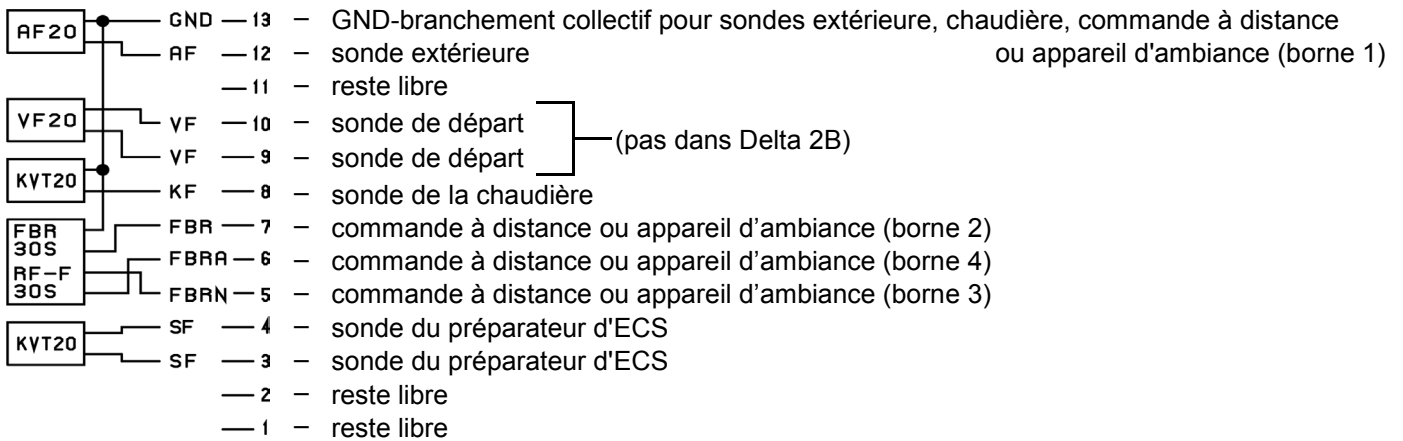 AF20 GND 13 – GND-branchement collectif pour sondes extérieure, chaudière, commande à distance
AF 12 – sonde extérieure ou appareil d'ambiance (borne 1)
11 – reste libre
VF20 VF 10 – sonde de départ
(pas dans Delta 2B)
VF 9 – sonde de départ
KVT20 KF 8 – sonde de la chaudière
FBR 30S FBR 7 – commande à distance ou appareil d’ambiance (borne 2)
FBRA 6 – commande à distance ou appareil d’ambiance (borne 4)
RF-F 30S FBRN 5 – commande à distance ou appareil d’ambiance (borne 3)
KVT20 SF 4 – sonde du préparateur d'ECS
SF 3 – sonde du préparateur d'ECS
2 – reste libre
1 – reste libre